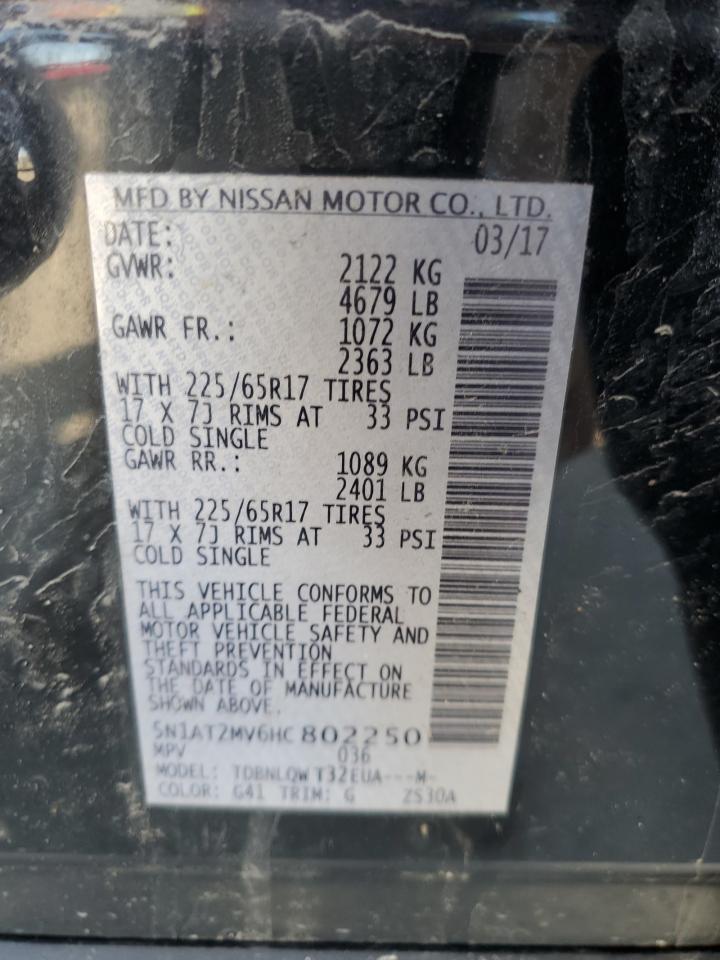 MFD BY NISSAN MOTOR CO., LTD.
DATE: 03/17
GVWR: 2122 KG
4679 LB
GAWR FR.: 1072 KG
2363 LB
WITH 225/65R17 TIRES
17 X 7J RIMS AT 33 PSI
COLD SINGLE
GAWR RR.: 1089 KG
2401 LB
WITH 225/65R17 TIRES
17 X 7J RIMS AT 33 PSI
COLD SINGLE
THIS VEHICLE CONFORMS TO
ALL APPLICABLE FEDERAL
MOTOR VEHICLE SAFETY AND
THEFT PREVENTION
STANDARDS IN EFFECT ON
THE DATE OF MANUFACTURE
SHOWN ABOVE.
5N1AT2MV6HC802250
MPV 036
MODEL: TDBNLQW T32EUA---M-
COLOR: G41 TRIM: G ZS30A